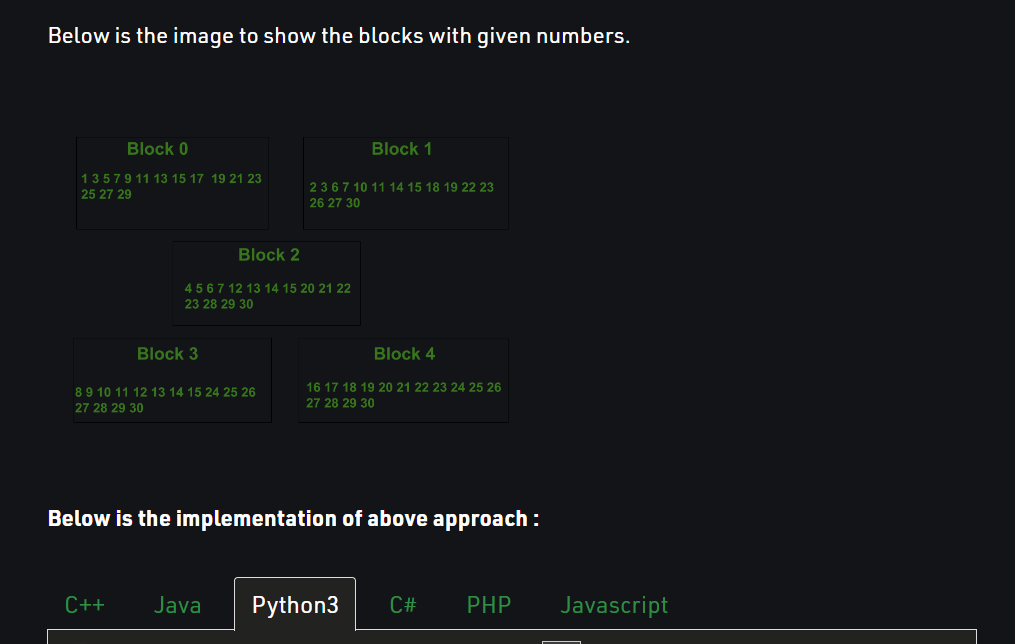 Below is the image to show the blocks with given numbers.
Block 0
1 3 5 7 9 11 13 15 17 19 21 23
25 27 29
Block 1
2 3 6 7 10 11 14 15 18 19 22 23
26 27 30
Block 2
4 5 6 7 12 13 14 15 20 21 22
23 28 29 30
Block 3
8 9 10 11 12 13 14 15 24 25 26
27 28 29 30
Block 4
16 17 18 19 20 21 22 23 24 25 26
27 28 29 30
Below is the implementation of above approach :
C++ Java Python3 C# PHP Javascript